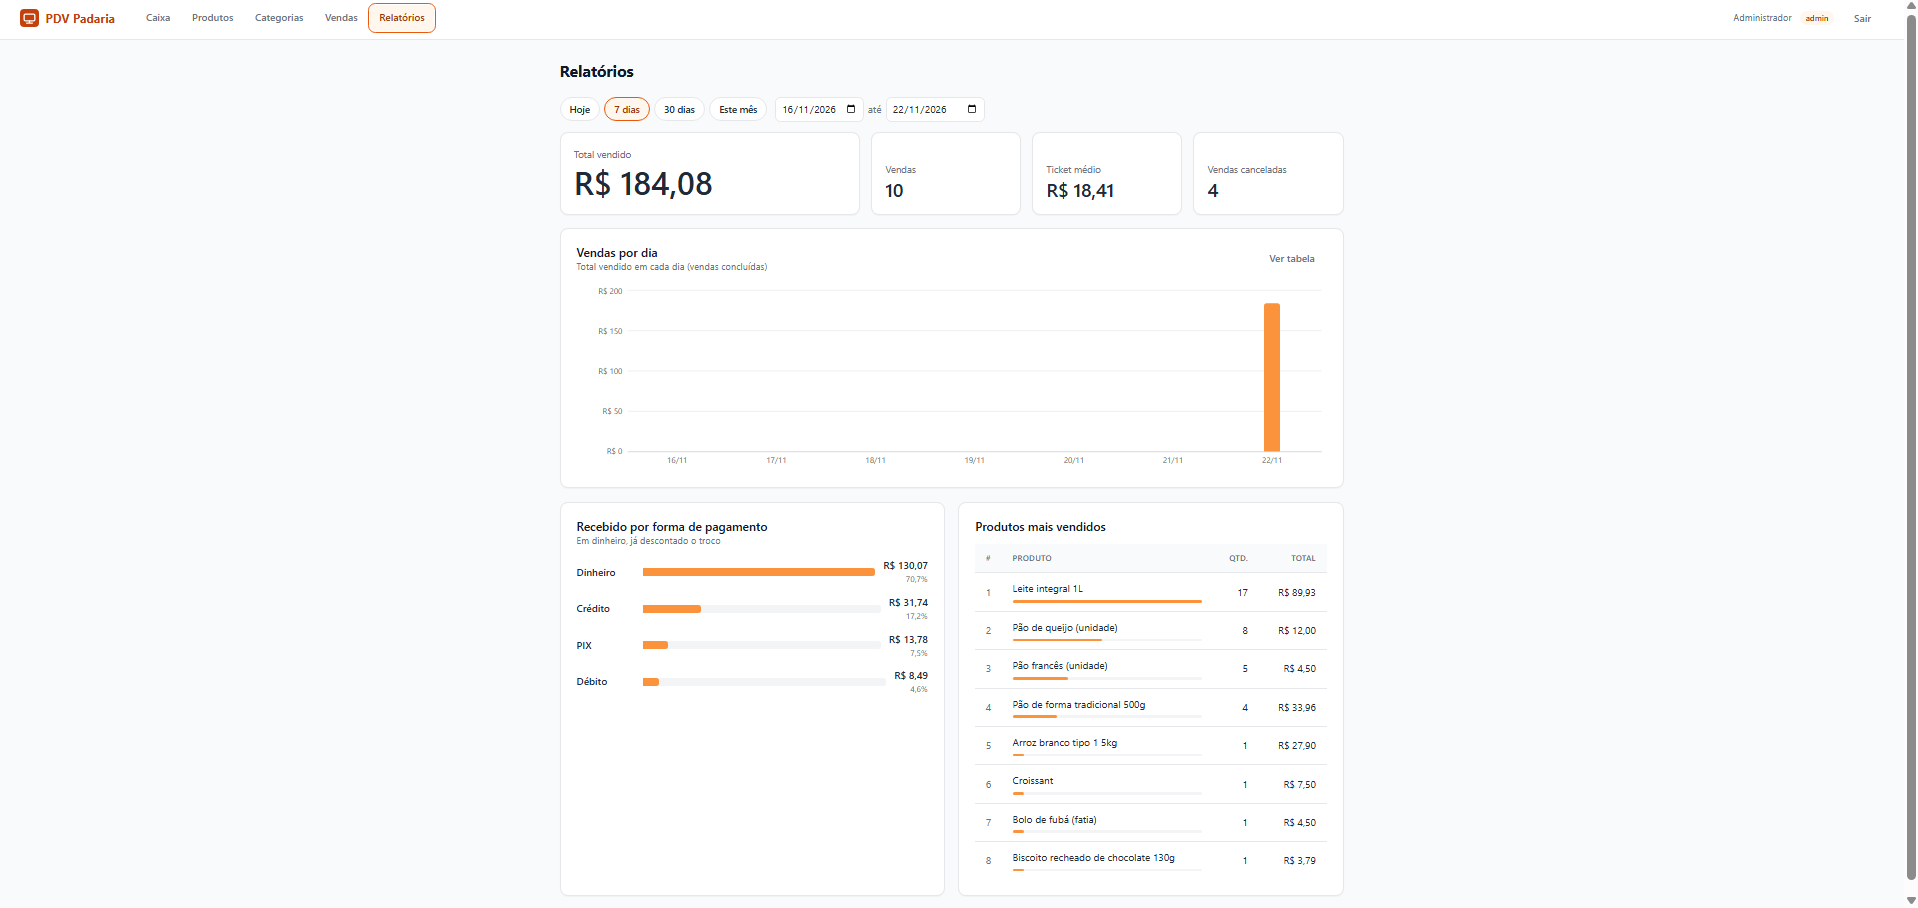 PDV Padaria Caixa Produtos Categorias Vendas Relatórios Administrador admin Sair
Relatórios
Hoje 7 dias 30 dias Este mês 16/11/2026 até 22/11/2026
Total vendido
R$ 184,08
Vendas
10
Ticket médio
R$ 18,41
Vendas canceladas
4
Vendas por dia
Total vendido em cada dia (vendas concluídas)
Ver tabela
R$ 200
R$ 150
R$ 100
R$ 50
R$ 0
16/11 17/11 18/11 19/11 20/11 21/11 22/11
Recebido por forma de pagamento
Em dinheiro, já descontado o troco
Dinheiro R$ 130,07
70,7%
Crédito R$ 31,74
17,2%
PIX R$ 13,78
7,5%
Débito R$ 8,49
4,6%
Produtos mais vendidos
# PRODUTO QTD. TOTAL
1 Leite integral 1L 17 R$ 89,93
2 Pão de queijo (unidade) 8 R$ 12,00
3 Pão francês (unidade) 5 R$ 4,50
4 Pão de forma tradicional 500g 4 R$ 33,96
5 Arroz branco tipo 1 5kg 1 R$ 27,90
6 Croissant 1 R$ 7,50
7 Bolo de fubá (fatia) 1 R$ 4,50
8 Biscoito recheado de chocolate 130g 1 R$ 3,79